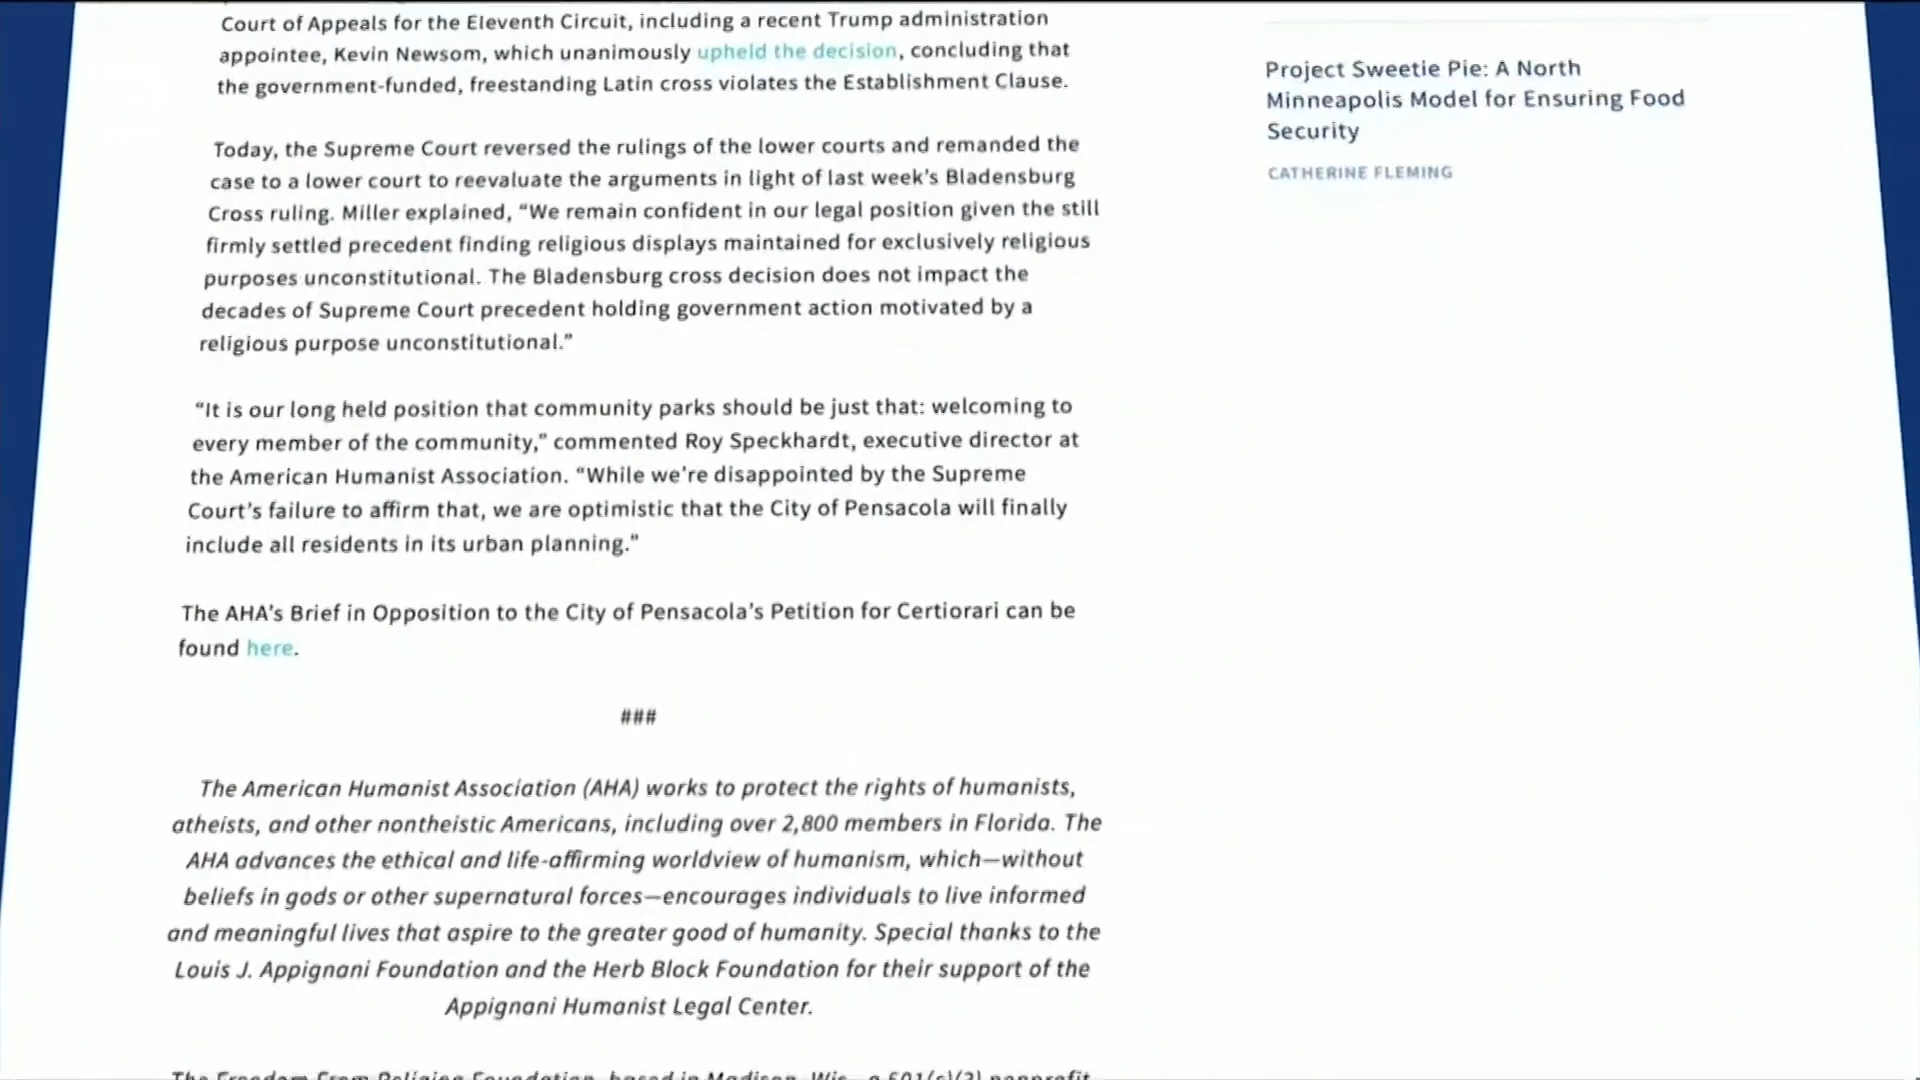 Court of Appeals for the Eleventh Circuit, including a recent Trump administration
appointee, Kevin Newsom, which unanimously upheld the decision, concluding that
the government-funded, freestanding Latin cross violates the Establishment Clause.
Today, the Supreme Court reversed the rulings of the lower courts and remanded the
case to a lower court to reevaluate the arguments in light of last week's Bladensburg
Cross ruling. Miller explained, “We remain confident in our legal position given the still
firmly settled precedent finding religious displays maintained for exclusively religious
purposes unconstitutional. The Bladensburg cross decision does not impact the
decades of Supreme Court precedent holding government action motivated by a
religious purpose unconstitutional.”
“It is our long held position that community parks should be just that: welcoming to
every member of the community,” commented Roy Speckhardt, executive director at
the American Humanist Association. “While we're disappointed by the Supreme
Court's failure to affirm that, we are optimistic that the City of Pensacola will finally
include all residents in its urban planning.”
The AHA's Brief in Opposition to the City of Pensacola's Petition for Certiorari can be
found here.
###
The American Humanist Association (AHA) works to protect the rights of humanists,
atheists, and other nontheistic Americans, including over 2,800 members in Florida. The
AHA advances the ethical and life-affirming worldview of humanism, which—without
beliefs in gods or other supernatural forces—encourages individuals to live informed
and meaningful lives that aspire to the greater good of humanity. Special thanks to the
Louis J. Appignani Foundation and the Herb Block Foundation for their support of the
Appignani Humanist Legal Center.
The Freedom From Religion Foundation, based in Madison, Wis., a 501(c)(3) nonprofit
Project Sweetie Pie: A North
Minneapolis Model for Ensuring Food
Security
CATHERINE FLEMING